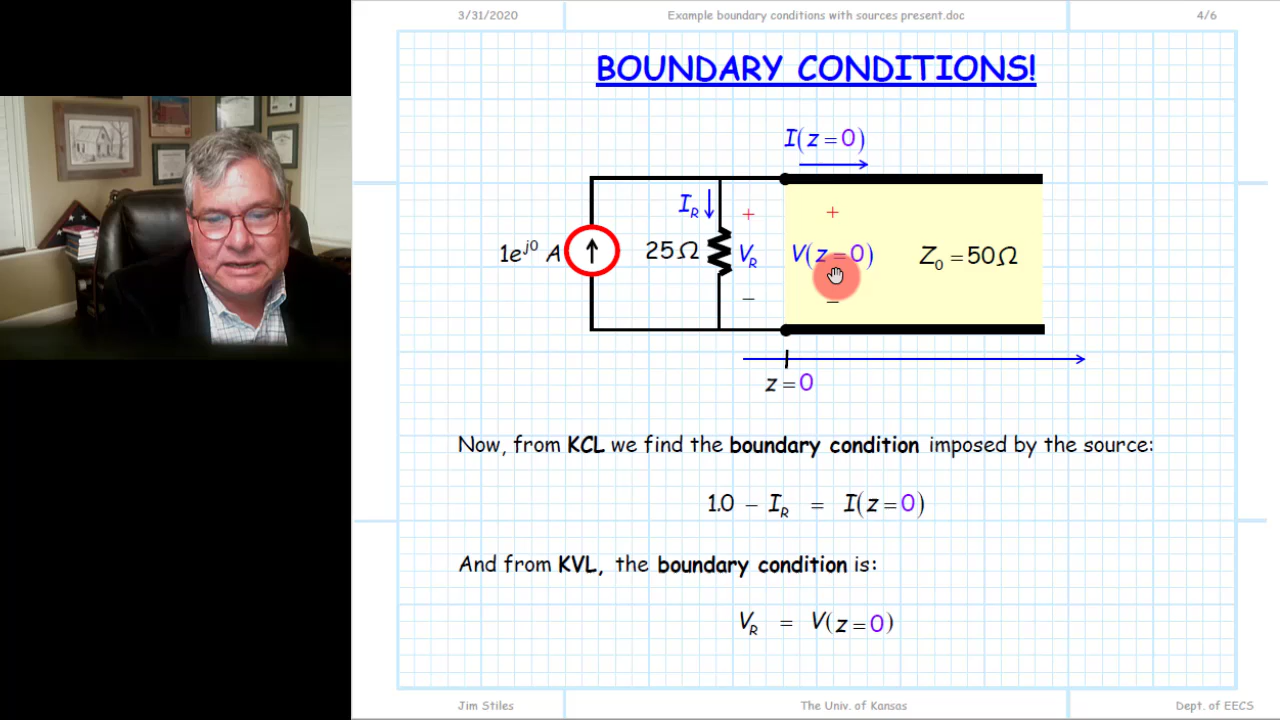 3/31/2020 Example boundary conditions with sources present.doc 4/6
BOUNDARY CONDITIONS!
I(z=0)
I_R
+ +
1e^{j0} A 25Ω V_R V(z=0) Z_0=50Ω
− −
z=0
Now, from KCL we find the boundary condition imposed by the source:
1.0 − I_R = I(z=0)
And from KVL, the boundary condition is:
V_R = V(z=0)
Jim Stiles The Univ. of Kansas Dept. of EECS